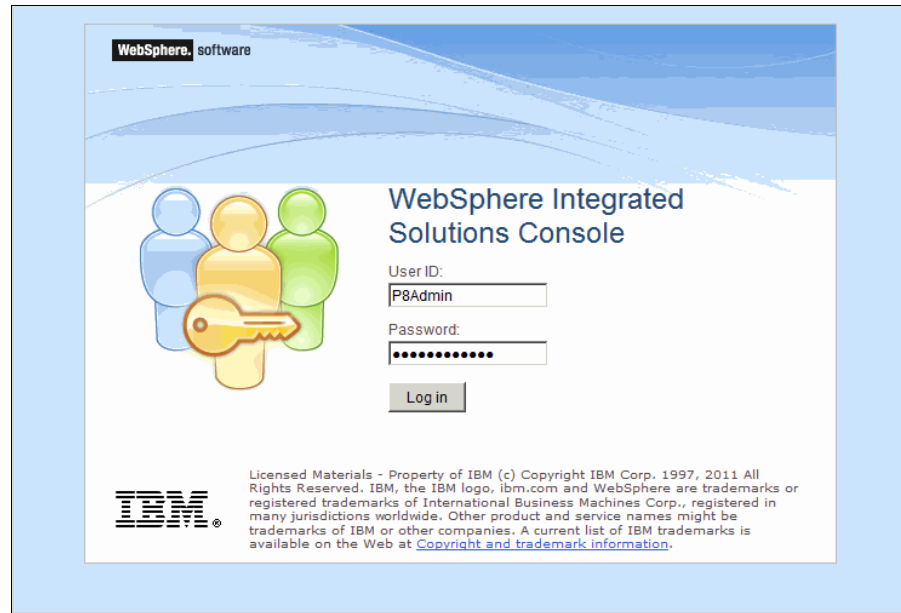 WebSphere. software
WebSphere Integrated
Solutions Console
User ID:
P8Admin
Password:
●●●●●●●●●●●●
Log in
Licensed Materials - Property of IBM (c) Copyright IBM Corp. 1997, 2011 All
Rights Reserved. IBM, the IBM logo, ibm.com and WebSphere are trademarks or
registered trademarks of International Business Machines Corp., registered in
many jurisdictions worldwide. Other product and service names might be
trademarks of IBM or other companies. A current list of IBM trademarks is
available on the Web at Copyright and trademark information.
IBM®